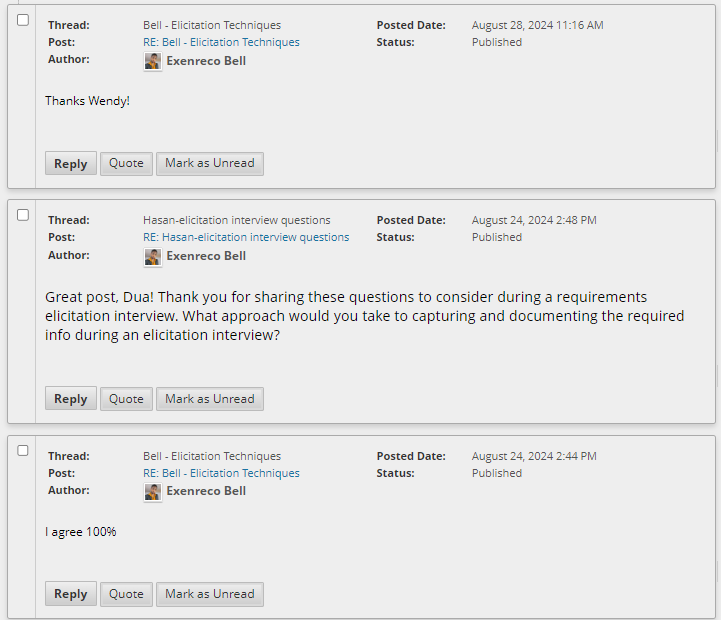 Thread: Bell - Elicitation Techniques Posted Date: August 28, 2024 11:16 AM
Post: RE: Bell - Elicitation Techniques Status: Published
Author: Exenreco Bell
Thanks Wendy!
Reply Quote Mark as Unread
Thread: Hasan-elicitation interview questions Posted Date: August 24, 2024 2:48 PM
Post: RE: Hasan-elicitation interview questions Status: Published
Author: Exenreco Bell
Great post, Dua! Thank you for sharing these questions to consider during a requirements
elicitation interview. What approach would you take to capturing and documenting the required
info during an elicitation interview?
Reply Quote Mark as Unread
Thread: Bell - Elicitation Techniques Posted Date: August 24, 2024 2:44 PM
Post: RE: Bell - Elicitation Techniques Status: Published
Author: Exenreco Bell
I agree 100%
Reply Quote Mark as Unread